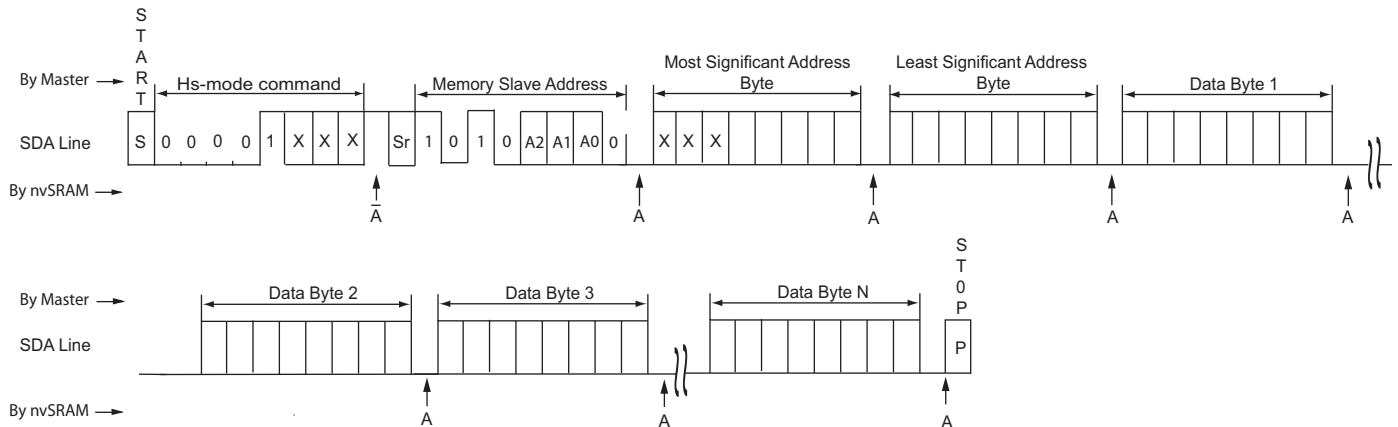 START
By Master
Hs-mode command
Memory Slave Address
Most Significant Address
Byte
Least Significant Address
Byte
Data Byte 1
SDA Line
S 0 0 0 0 1 X X X Sr 1 0 1 0 A2 A1 A0 0 X X X
By nvSRAM
A̅ A A A A
ST0P
By Master
Data Byte 2
Data Byte 3
Data Byte N
SDA Line
P
By nvSRAM
A A A